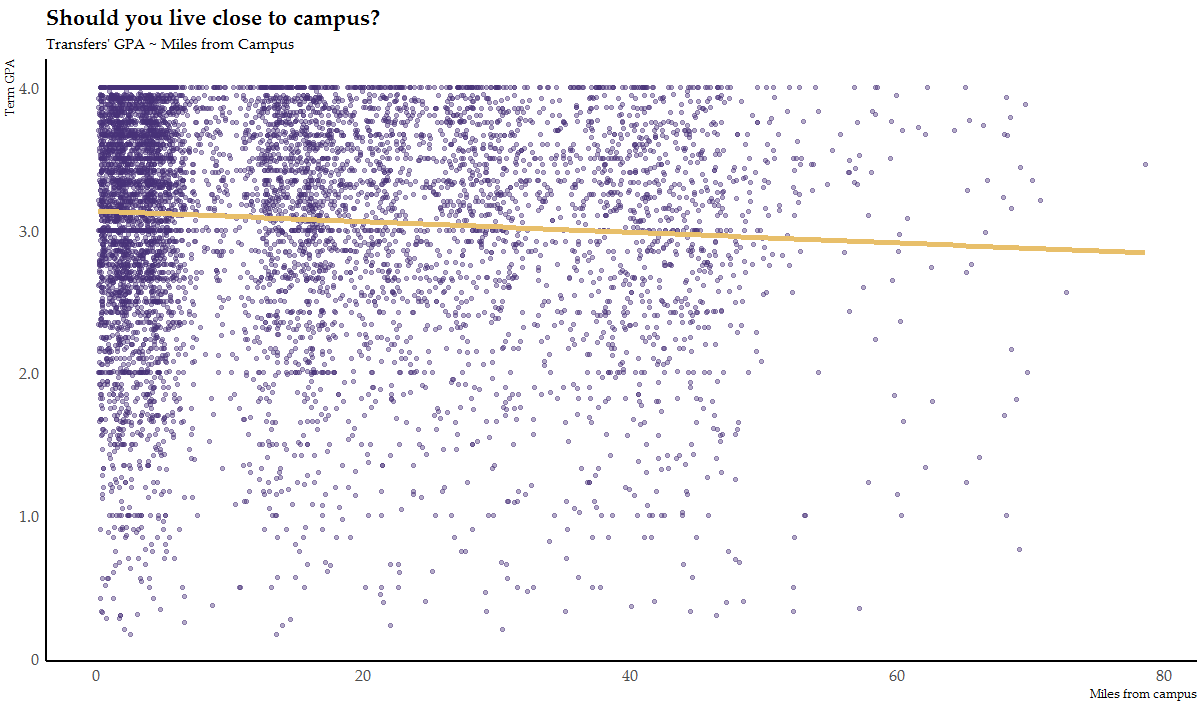 Should you live close to campus?
Transfers' GPA ~ Miles from Campus
Term GPA
4.0
3.0
2.0
1.0
0
0 20 40 60 80
Miles from campus